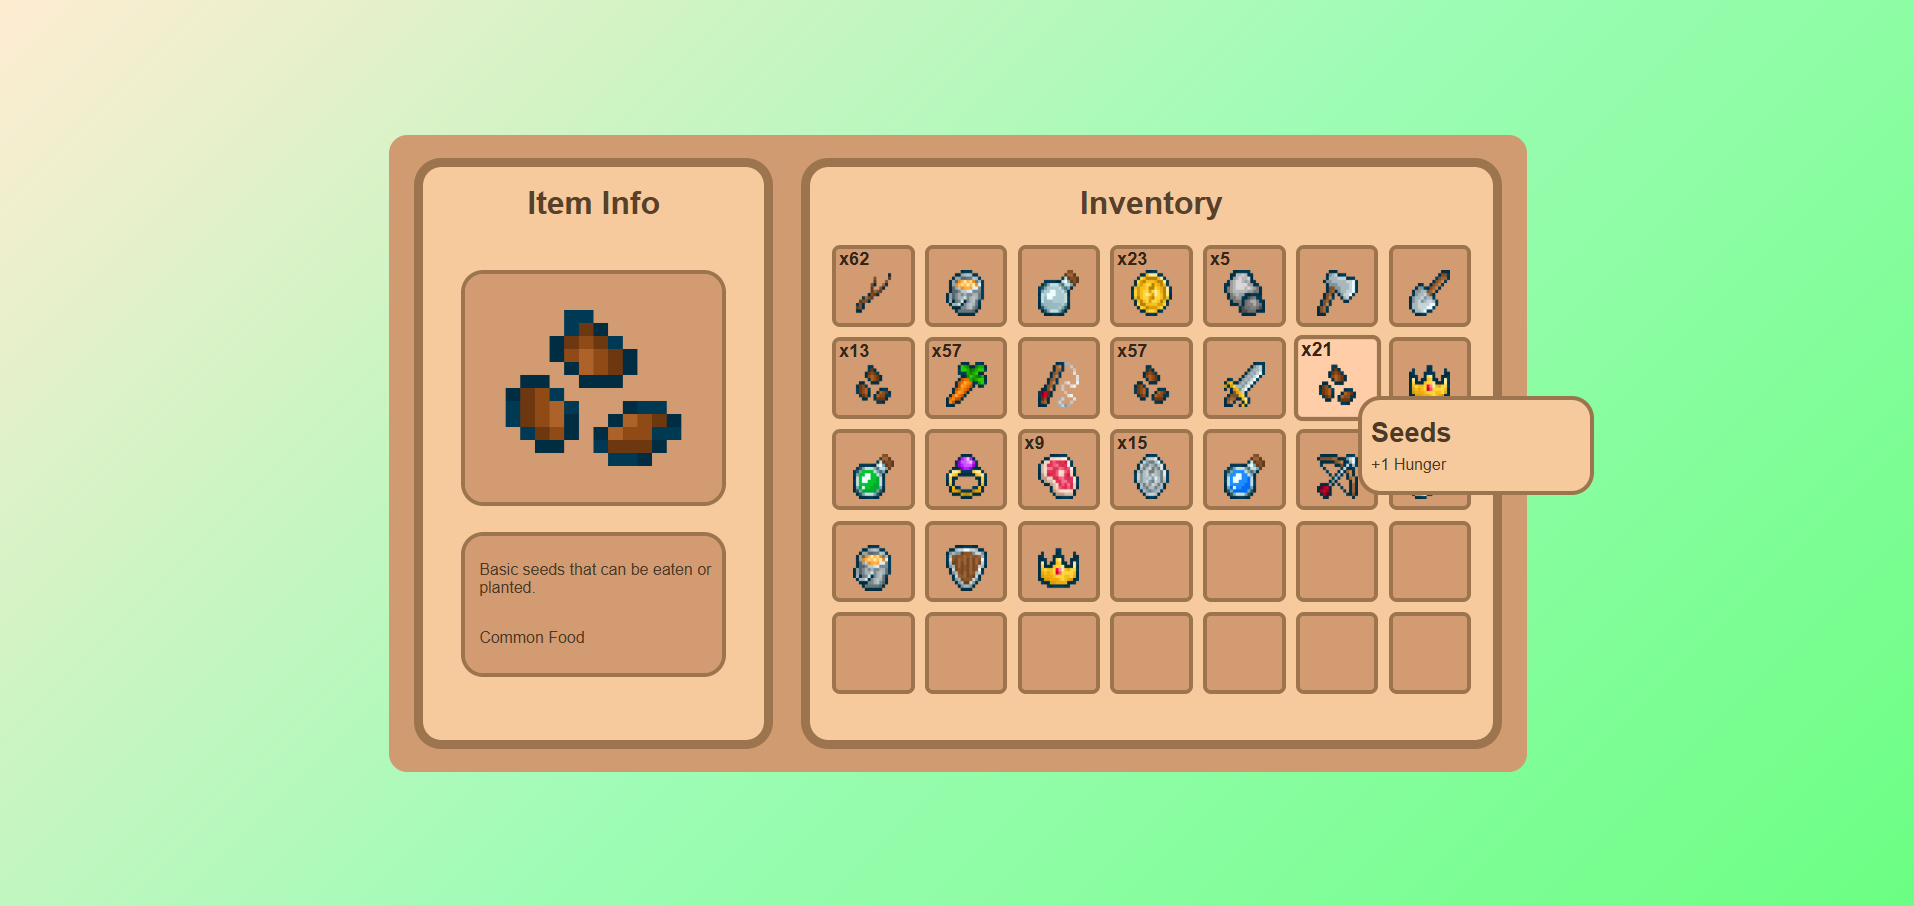 Item Info
Basic seeds that can be eaten or
planted.
Common Food
Inventory
x62
x23
x5
x13
x57
x57
x21
x9
x15
Seeds
+1 Hunger